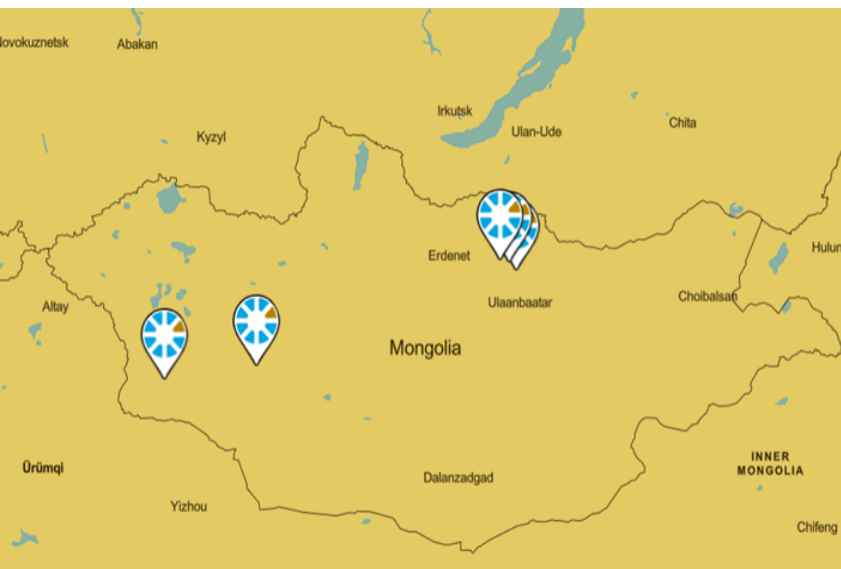 ovokuznetsk
Abakan
Irkutsk
Ulan-Ude
Chita
Kyzyl
Erdenet
Hulun
Altay
Ulaanbaatar
Choibalsan
Mongolia
Ürümqi
INNER
MONGOLIA
Dalanzadgad
Yizhou
Chifeng